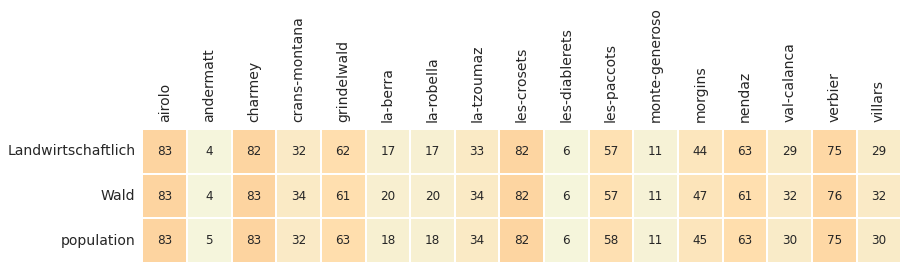 airolo andermatt charmey crans-montana grindelwald la-berra la-robella la-tzoumaz les-crosets les-diablerets les-paccots monte-generoso morgins nendaz val-calanca verbier villars
Landwirtschaftlich 83 4 82 32 62 17 17 33 82 6 57 11 44 63 29 75 29
Wald 83 4 83 34 61 20 20 34 82 6 57 11 47 61 32 76 32
population 83 5 83 32 63 18 18 34 82 6 58 11 45 63 30 75 30